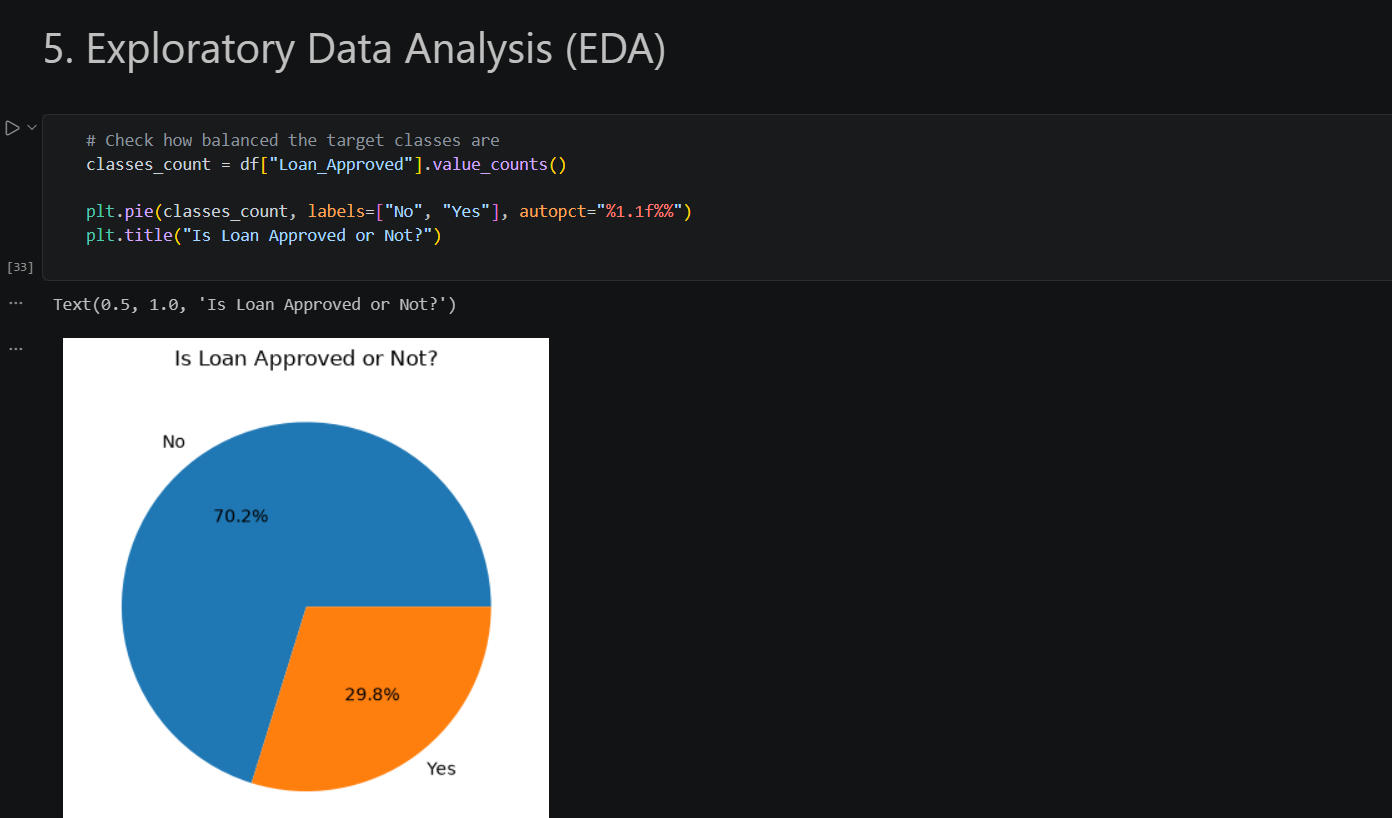 5. Exploratory Data Analysis (EDA)
# Check how balanced the target classes are
classes_count = df["Loan_Approved"].value_counts()
plt.pie(classes_count, labels=["No", "Yes"], autopct="%1.1f%%")
plt.title("Is Loan Approved or Not?")
[33]
... Text(0.5, 1.0, 'Is Loan Approved or Not?')
...
Is Loan Approved or Not?
No
70.2%
29.8%
Yes